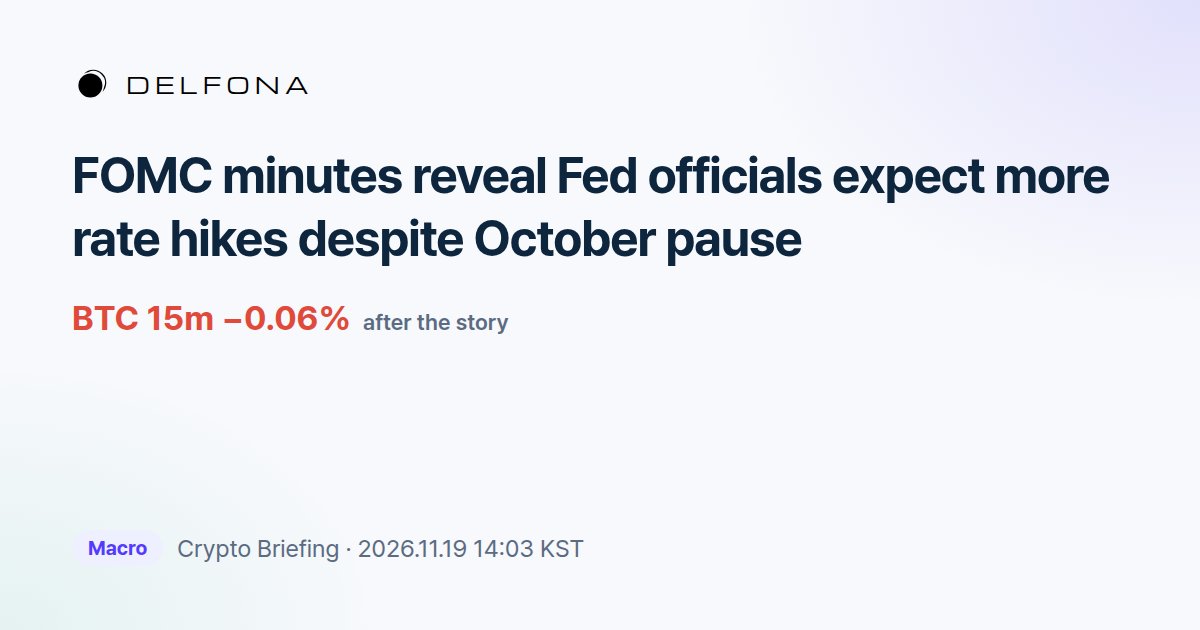 DELFONA
FOMC minutes reveal Fed officials expect more
rate hikes despite October pause
BTC 15m −0.06% after the story
Macro Crypto Briefing · 2026.11.19 14:03 KST